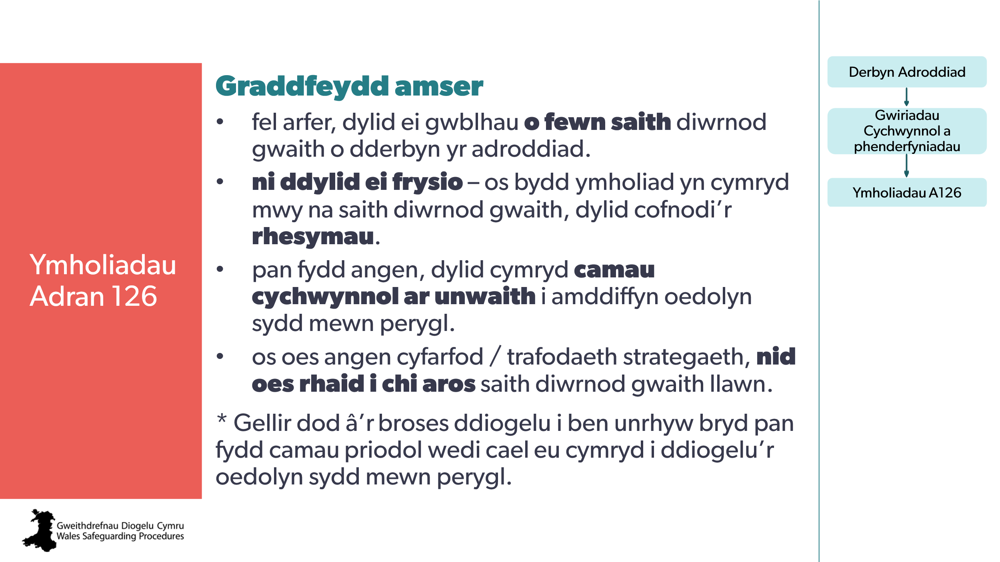 Ymholiadau
Adran 126
Graddfeydd amser
• fel arfer, dylid ei gwblhau o fewn saith diwrnod
gwaith o dderbyn yr adroddiad.
• ni ddylid ei frysio – os bydd ymholiad yn cymryd
mwy na saith diwrnod gwaith, dylid cofnodi’r
rhesymau.
• pan fydd angen, dylid cymryd camau
cychwynnol ar unwaith i amddiffyn oedolyn
sydd mewn perygl.
• os oes angen cyfarfod / trafodaeth strategaeth, nid
oes rhaid i chi aros saith diwrnod gwaith llawn.
* Gellir dod â’r broses ddiogelu i ben unrhyw bryd pan
fydd camau priodol wedi cael eu cymryd i ddiogelu’r
oedolyn sydd mewn perygl.
Derbyn Adroddiad
Gwiriadau
Cychwynnol a
phenderfyniadau
Ymholiadau A126
Gweithdrefnau Diogelu Cymru
Wales Safeguarding Procedures